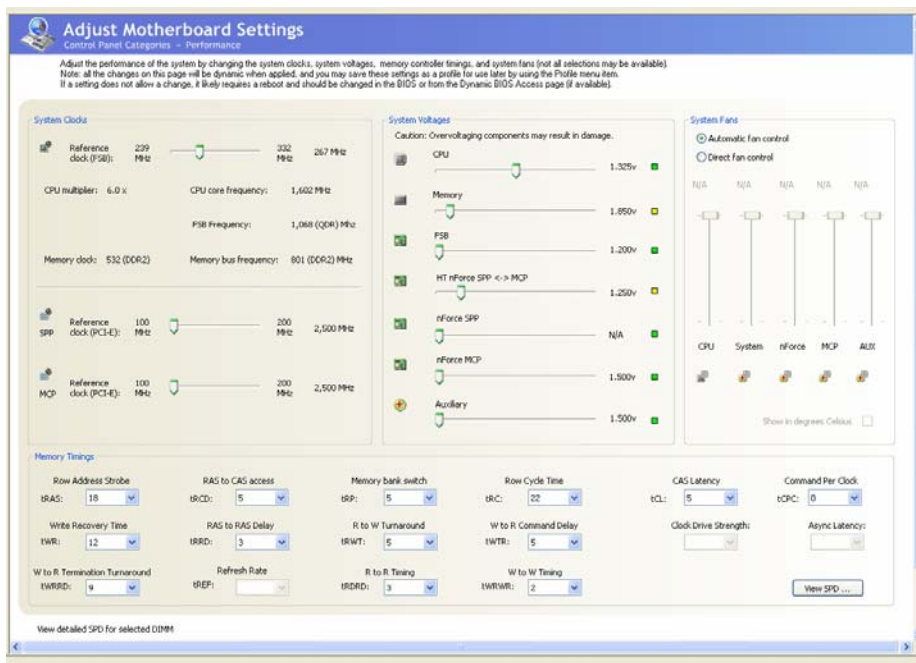 Adjust Motherboard Settings
Control Panel Categories - Performance
Adjust the performance of the system by changing the system clocks, system voltages, memory controller timings, and system fans (not all selections may be available).
Note: all the changes on this page will be dynamic when applied, and you may save these settings as a profile for use later by using the Profile menu item.
If a setting does not allow a change, it likely requires a reboot and should be changed in the BIOS or from the Dynamic BIOS Access page (if available).
System Clocks
Reference clock (FSB): 239 MHz 332 MHz 267 MHz
CPU multiplier: 6.0 x CPU core frequency: 1,602 MHz
FSB Frequency: 1,068 (QDR) Mhz
Memory clock: 532 (DDR2) Memory bus frequency: 801 (DDR2) MHz
SPP Reference clock (PCI-E): 100 MHz 200 MHz 2,500 MHz
MCP Reference clock (PCI-E): 100 MHz 200 MHz 2,500 MHz
System Voltages
Caution: Overvoltaging components may result in damage.
CPU 1.325v
Memory 1.850v
FSB 1.200v
HT nForce SPP <-> MCP 1.250v
nForce SPP N/A
nForce MCP 1.500v
Auxiliary 1.500v
System Fans
Automatic fan control
Direct fan control
N/A N/A N/A N/A N/A
CPU System nForce MCP AUX
Show in degrees Celsius
Memory Timings
Row Address Strobe RAS to CAS access Memory bank switch Row Cycle Time CAS Latency Command Per Clock
tRAS: 18 tRCD: 5 tRP: 5 tRC: 22 tCL: 5 tCPC: 0
Write Recovery Time RAS to RAS Delay R to W Turnaround W to R Command Delay Clock Drive Strength: Async Latency:
tWR: 12 tRRD: 3 tRWT: 5 tWTR: 5
W to R Termination Turnaround Refresh Rate R to R Timing W to W Timing
tWRRD: 9 tREF: tRDRD: 3 tWRWR: 2 View SPD ...
View detailed SPD for selected DIMM